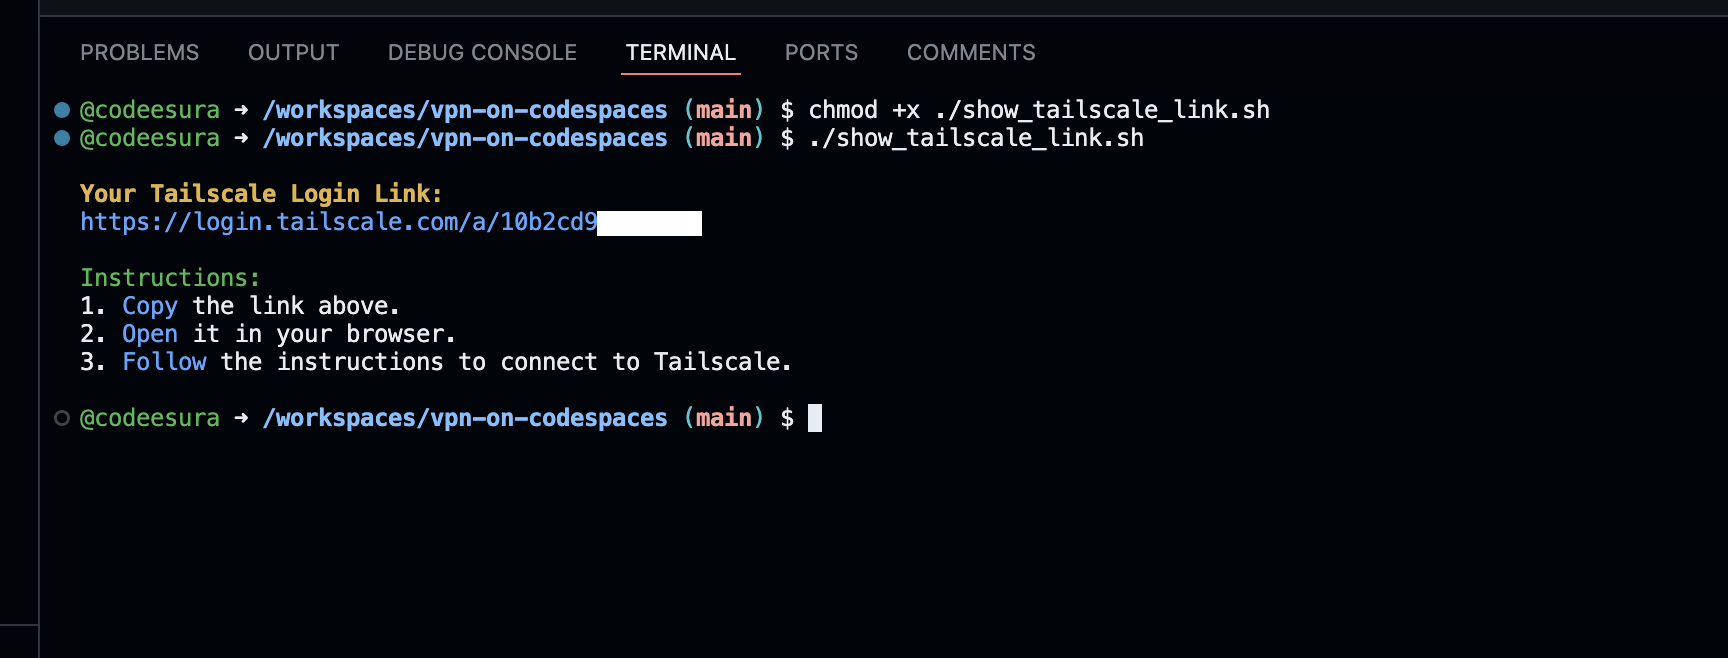 PROBLEMS OUTPUT DEBUG CONSOLE TERMINAL PORTS COMMENTS
@codeesura ➜ /workspaces/vpn-on-codespaces (main) $ chmod +x ./show_tailscale_link.sh
@codeesura ➜ /workspaces/vpn-on-codespaces (main) $ ./show_tailscale_link.sh
Your Tailscale Login Link:
https://login.tailscale.com/a/10b2cd9
Instructions:
1. Copy the link above.
2. Open it in your browser.
3. Follow the instructions to connect to Tailscale.
@codeesura ➜ /workspaces/vpn-on-codespaces (main) $